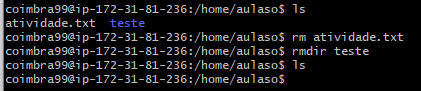 coimbra99@ip-172-31-81-236:/home/aulaso$ ls
atividade.txt  teste
coimbra99@ip-172-31-81-236:/home/aulaso$ rm atividade.txt
coimbra99@ip-172-31-81-236:/home/aulaso$ rmdir teste
coimbra99@ip-172-31-81-236:/home/aulaso$ ls
coimbra99@ip-172-31-81-236:/home/aulaso$